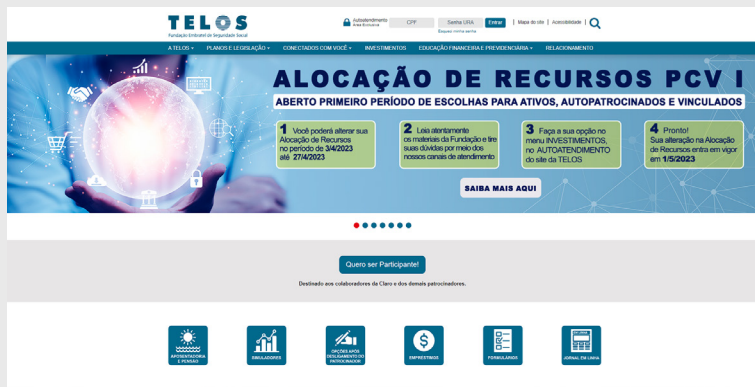 TELOS
Fundação Embratel de Seguridade Social
Autoatendimento
Área Exclusiva
CPF
Senha URA
Entrar
| Mapa do site | Acessibilidade |
Esqueci minha senha
A TELOS
PLANOS E LEGISLAÇÃO
CONECTADOS COM VOCÊ
INVESTIMENTOS
EDUCAÇÃO FINANCEIRA E PREVIDENCIÁRIA
RELACIONAMENTO
ALOCAÇÃO DE RECURSOS PCV I
ABERTO PRIMEIRO PERÍODO DE ESCOLHAS PARA ATIVOS, AUTOPATROCINADOS E VINCULADOS
1 Você poderá alterar sua
Alocação de Recursos
no período de 3/4/2023
até 27/4/2023
2 Leia atentamente
os materiais da Fundação e tire
suas dúvidas por meio dos
nossos canais de atendimento
3 Faça a sua opção no
menu INVESTIMENTOS,
no AUTOATENDIMENTO
do site da TELOS
4 Pronto!
Sua alteração na Alocação
de Recursos entra em vigor
em 1/5/2023
SAIBA MAIS AQUI
Quero ser Participante!
Destinado aos colaboradores da Claro e dos demais patrocinadores.
APOSENTADORIA
E PENSÃO
SIMULADORES
OPÇÕES APÓS
DESLIGAMENTO DO
PATROCINADOR
EMPRÉSTIMOS
FORMULÁRIOS
EM LINHA
JORNAL EM LINHA